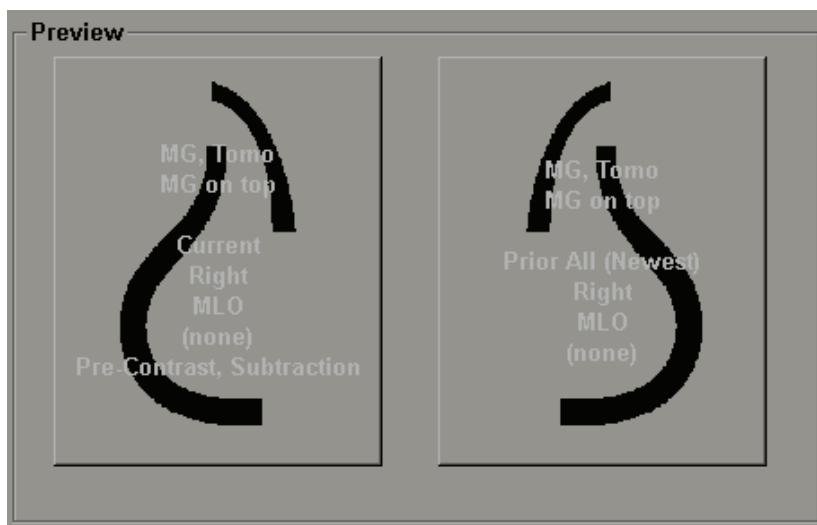 Preview
MG, Tomo
MG on top
Current
Right
MLO
(none)
Pre-Contrast, Subtraction
MG, Tomo
MG on top
Prior All (Newest)
Right
MLO
(none)